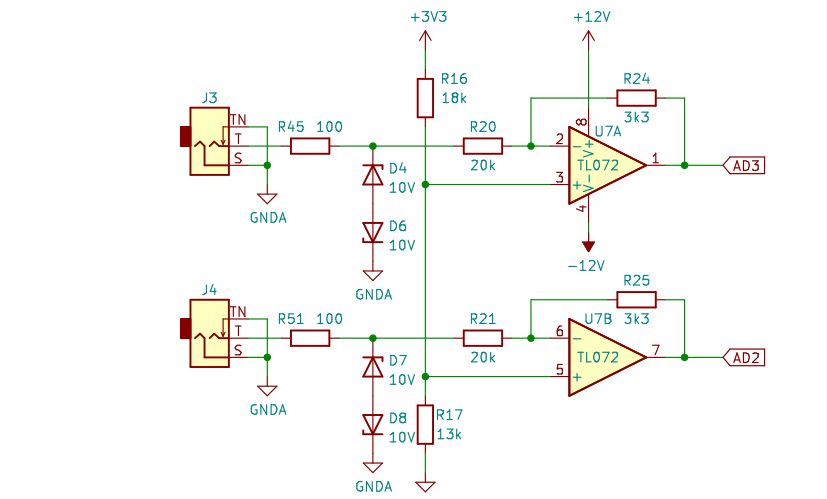 +3V3
+12V
R16
18k
R24
3k3
J3
TN
T
S
R45 100
R20
20k
8
U7A
2
−
V+
TL072
1
3
+
V−
4
AD3
D4
10V
D6
10V
GNDA
GNDA
−12V
J4
TN
T
S
R51 100
R21
20k
R25
3k3
U7B
6
−
TL072
7
5
+
AD2
D7
10V
D8
10V
R17
13k
GNDA
GNDA